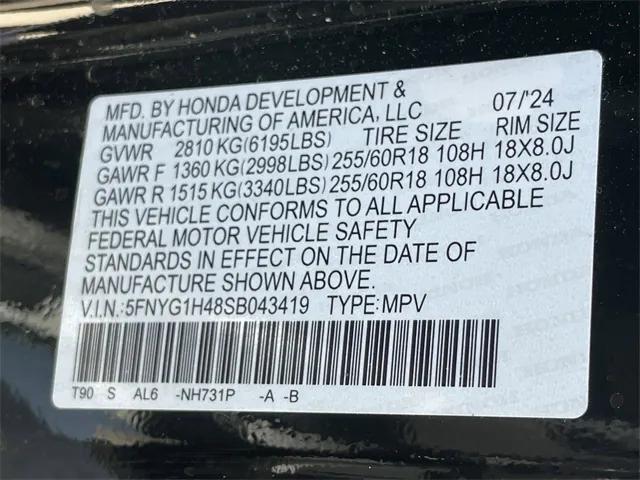 MFD. BY HONDA DEVELOPMENT & 07/'24
MANUFACTURING OF AMERICA, LLC
GVWR 2810 KG(6195LBS) TIRE SIZE RIM SIZE
GAWR F 1360 KG(2998LBS) 255/60R18 108H 18X8.0J
GAWR R 1515 KG(3340LBS) 255/60R18 108H 18X8.0J
THIS VEHICLE CONFORMS TO ALL APPLICABLE
FEDERAL MOTOR VEHICLE SAFETY
STANDARDS IN EFFECT ON THE DATE OF
MANUFACTURE SHOWN ABOVE.
V.I.N.:5FNYG1H48SB043419 TYPE:MPV
T90 S AL6 -NH731P -A -B